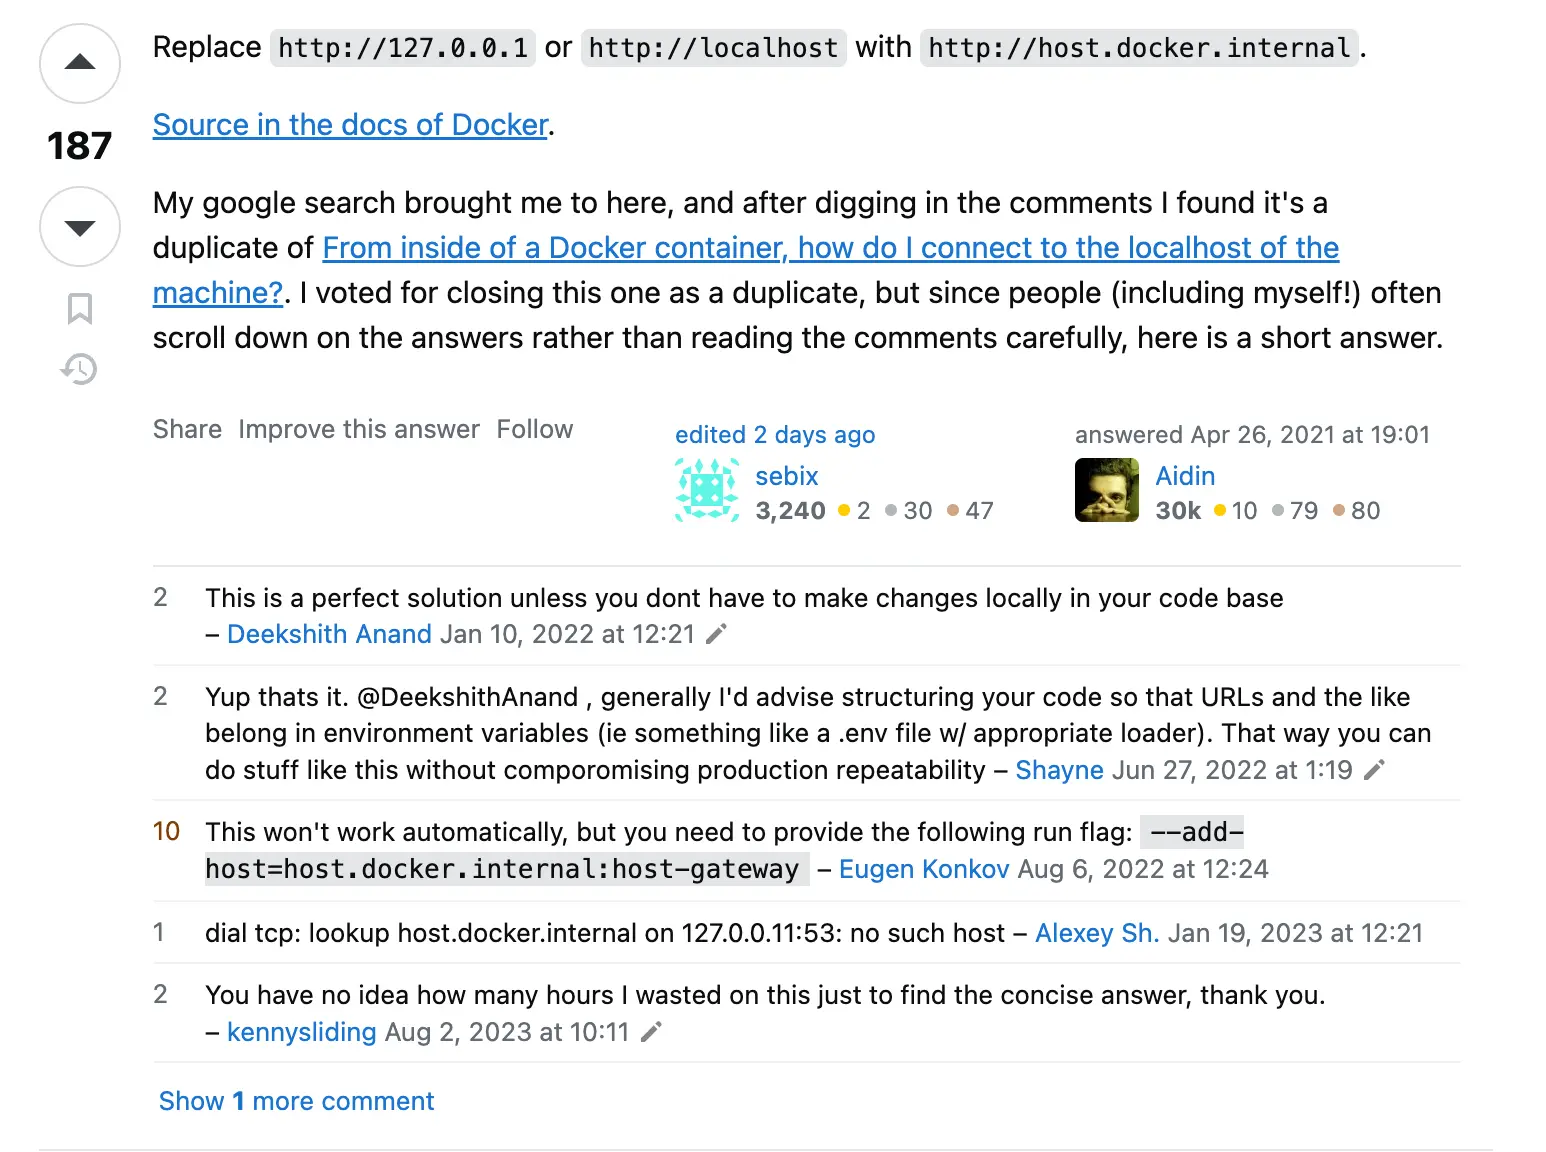 Replace http://127.0.0.1 or http://localhost with http://host.docker.internal.
187
Source in the docs of Docker.
My google search brought me to here, and after digging in the comments I found it's a
duplicate of From inside of a Docker container, how do I connect to the localhost of the
machine?. I voted for closing this one as a duplicate, but since people (including myself!) often
scroll down on the answers rather than reading the comments carefully, here is a short answer.
Share Improve this answer Follow
edited 2 days ago
sebix
3,240 2 30 47
answered Apr 26, 2021 at 19:01
Aidin
30k 10 79 80
2 This is a perfect solution unless you dont have to make changes locally in your code base
– Deekshith Anand Jan 10, 2022 at 12:21
2 Yup thats it. @DeekshithAnand , generally I'd advise structuring your code so that URLs and the like
belong in environment variables (ie something like a .env file w/ appropriate loader). That way you can
do stuff like this without comporomising production repeatability – Shayne Jun 27, 2022 at 1:19
10 This won't work automatically, but you need to provide the following run flag: --add-
host=host.docker.internal:host-gateway – Eugen Konkov Aug 6, 2022 at 12:24
1 dial tcp: lookup host.docker.internal on 127.0.0.11:53: no such host – Alexey Sh. Jan 19, 2023 at 12:21
2 You have no idea how many hours I wasted on this just to find the concise answer, thank you.
– kennysliding Aug 2, 2023 at 10:11
Show 1 more comment